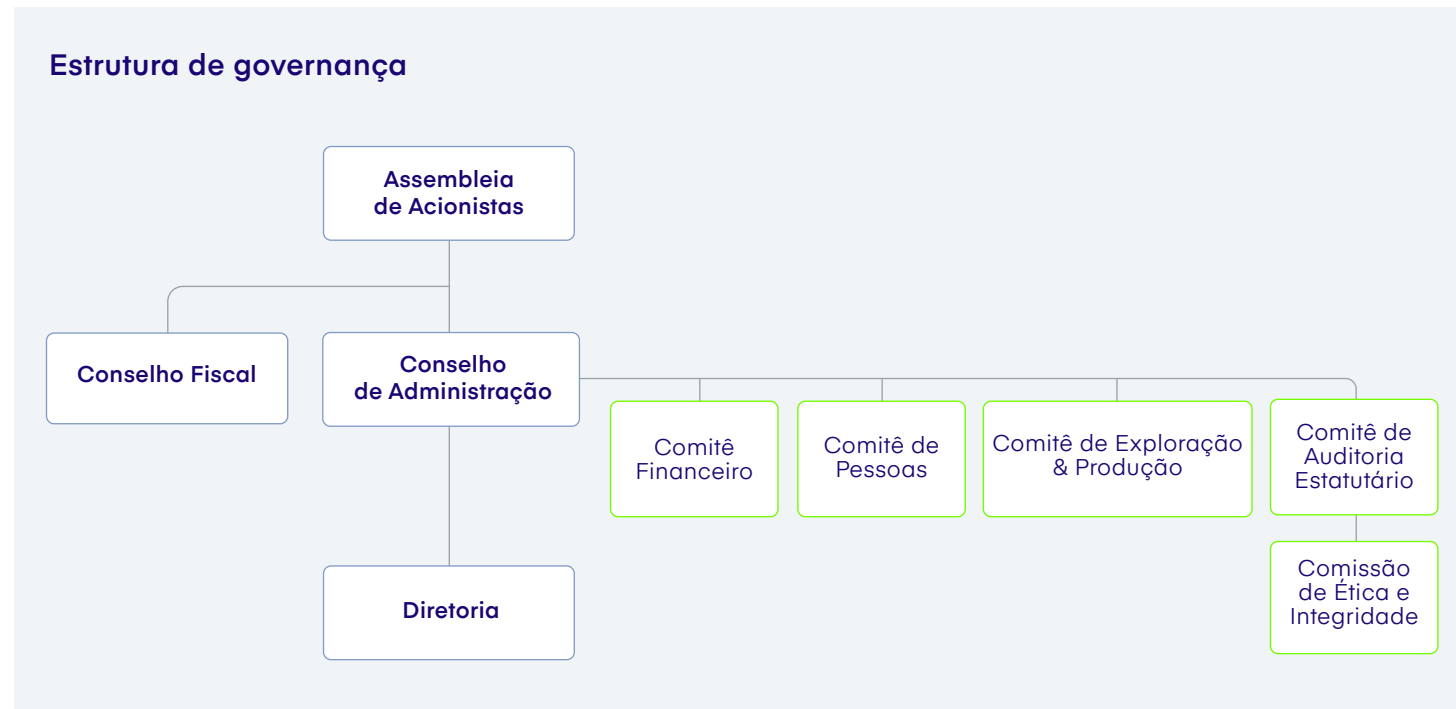 Estrutura de governança
Assembleia
de Acionistas
Conselho Fiscal
Conselho
de Administração
Comitê
Financeiro
Comitê de
Pessoas
Comitê de Exploração
& Produção
Comitê de
Auditoria
Estatutário
Comissão
de Ética e
Integridade
Diretoria